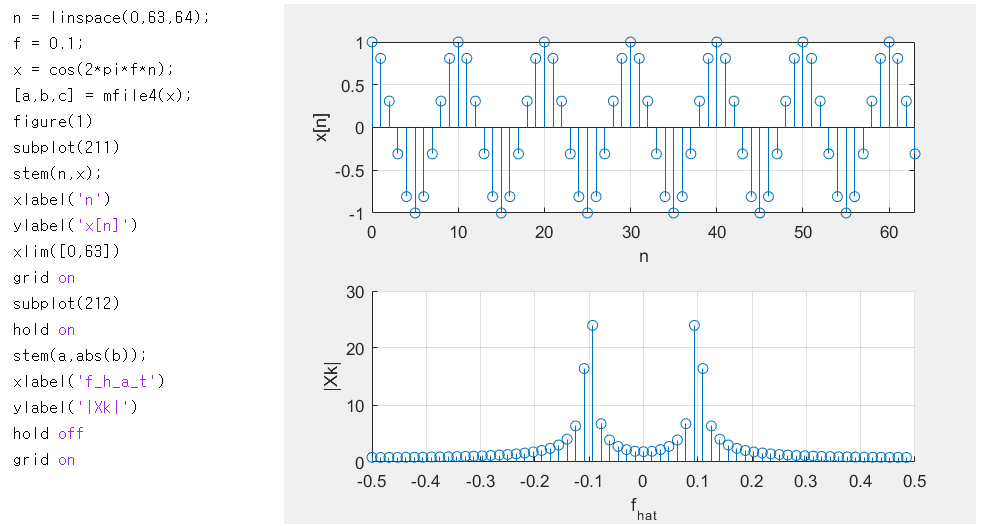 n = linspace(0,63,64);
f = 0.1;
x = cos(2*pi*f*n);
[a,b,c] = mfile4(x);
figure(1)
subplot(211)
stem(n,x);
xlabel('n')
ylabel('x[n]')
xlim([0,63])
grid on
subplot(212)
hold on
stem(a,abs(b));
xlabel('f_h_a_t')
ylabel('|Xk|')
hold off
grid on
x[n]
1
0.5
0
-0.5
-1
0 10 20 30 40 50 60
n
|Xk|
30
20
10
0
-0.5 -0.4 -0.3 -0.2 -0.1 0 0.1 0.2 0.3 0.4 0.5
fhat